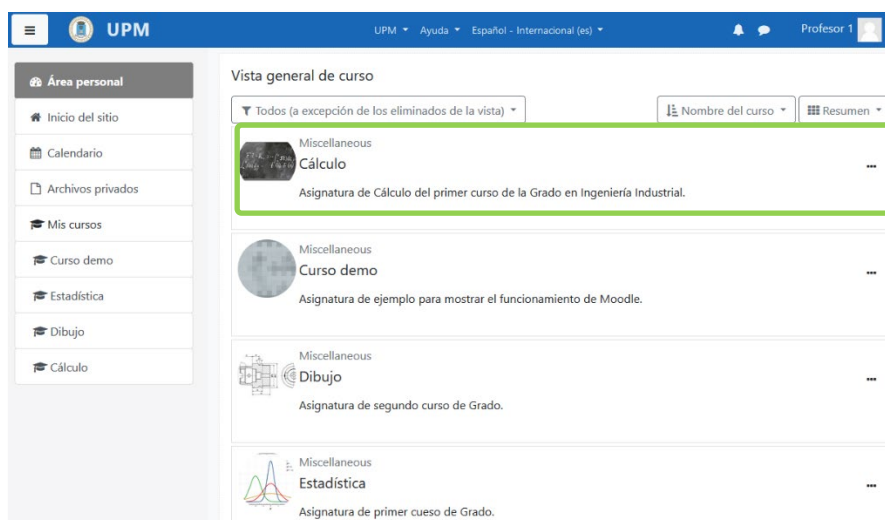 UPM
UPM Ayuda Español - Internacional (es)
Profesor 1
Área personal
Inicio del sitio
Calendario
Archivos privados
Mis cursos
Curso demo
Estadística
Dibujo
Cálculo
Vista general de curso
Todos (a excepción de los eliminados de la vista)
Nombre del curso
Resumen
Miscellaneous
Cálculo
Asignatura de Cálculo del primer curso de la Grado en Ingeniería Industrial.
Miscellaneous
Curso demo
Asignatura de ejemplo para mostrar el funcionamiento de Moodle.
Miscellaneous
Dibujo
Asignatura de segundo curso de Grado.
Miscellaneous
Estadística
Asignatura de primer cueso de Grado.